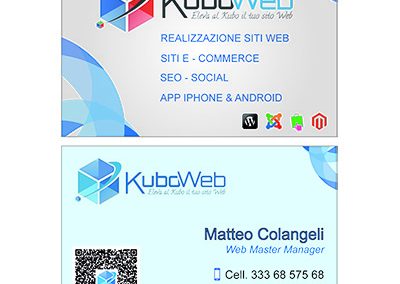 KuboWeb
Eleva al Kubo il tuo sito Web
REALIZZAZIONE SITI WEB
SITI E - COMMERCE
SEO - SOCIAL
APP IPHONE & ANDROID
KuboWeb
Eleva al Kubo il tuo sito Web
Matteo Colangeli
Web Master Manager
Cell. 333 68 575 68